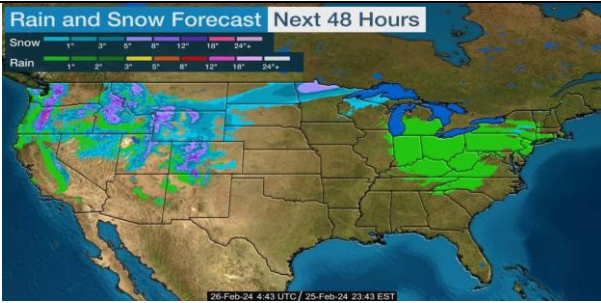 Rain and Snow Forecast Next 48 Hours
Snow 1" 3" 5" 8" 12" 18" 24"+
Rain 1" 2" 3" 5" 8" 12" 18" 24"+
26-Feb-24 4:43 UTC / 25-Feb-24 23:43 EST